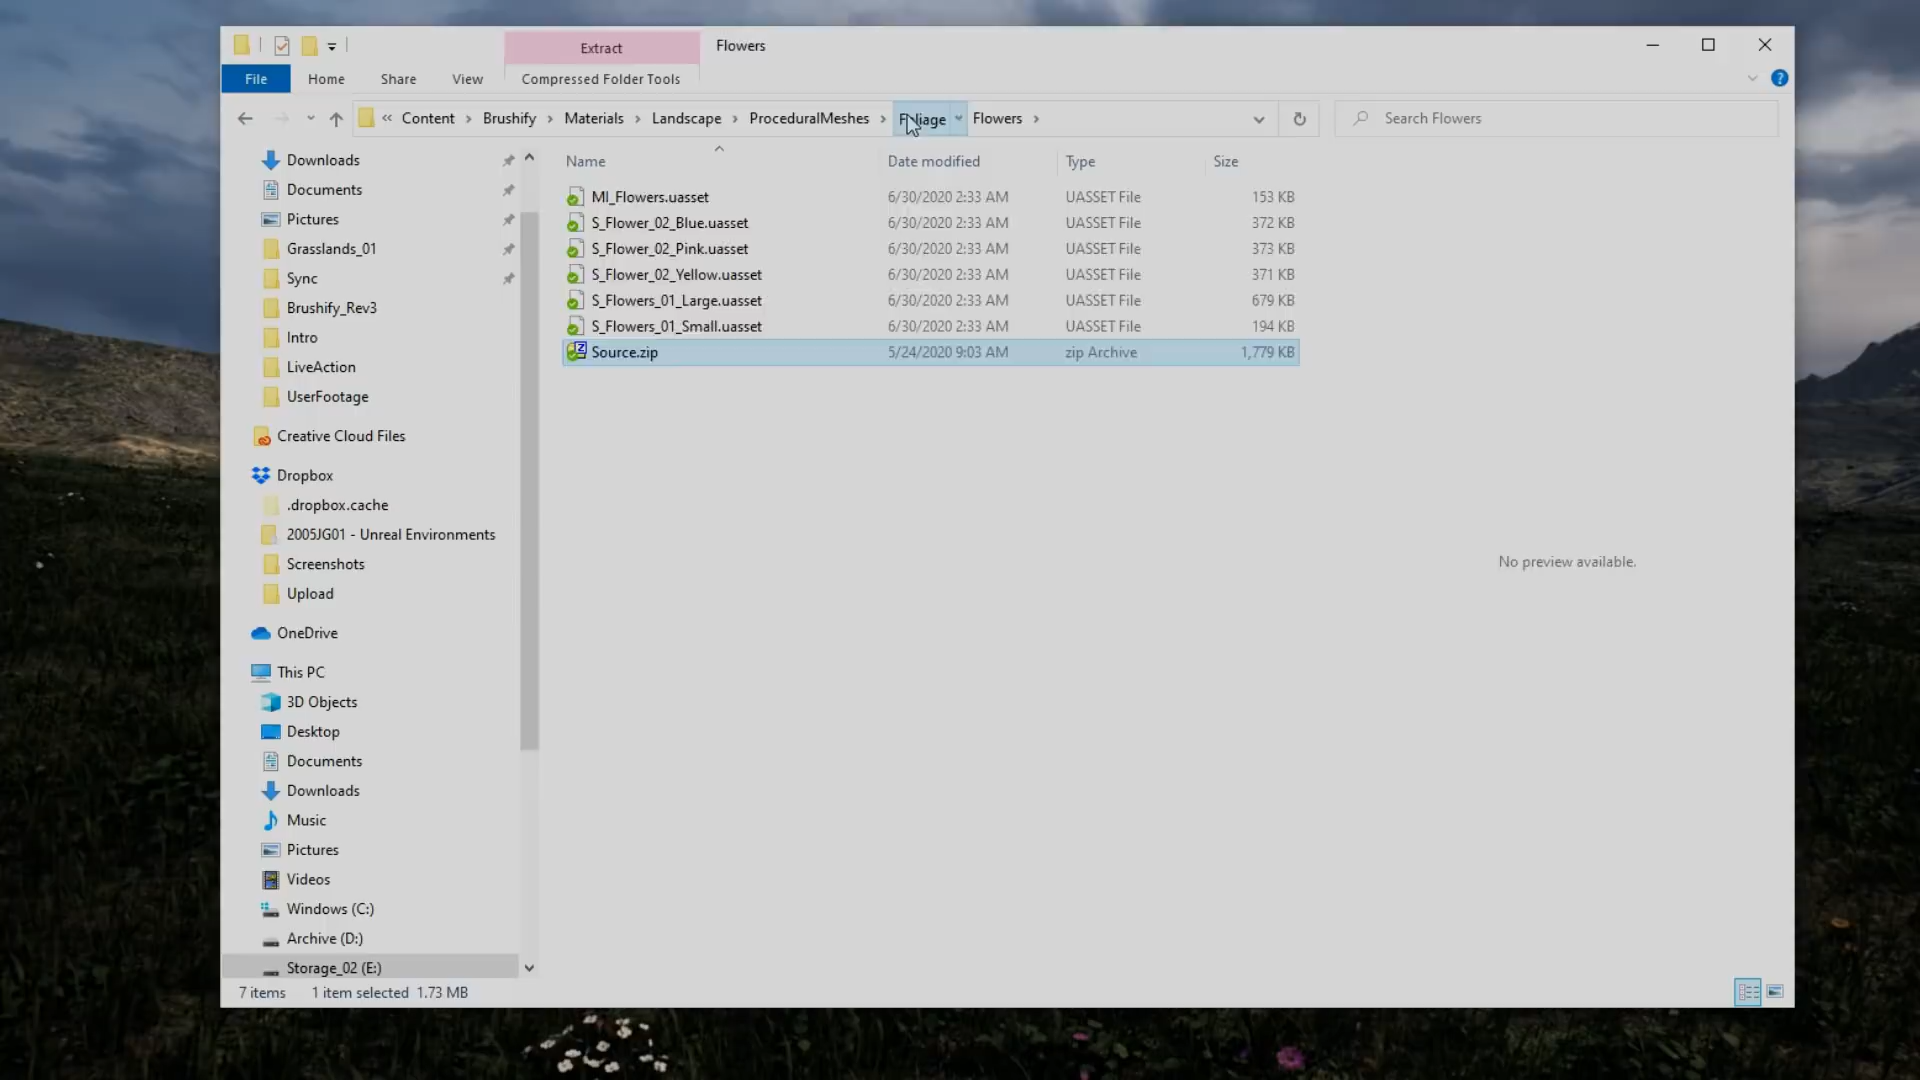 Extract
Flowers
File Home Share View Compressed Folder Tools
« Content Brushify Materials Landscape ProceduralMeshes Foliage Flowers
Search Flowers
Name Date modified Type Size
MI_Flowers.uasset 6/30/2020 2:33 AM UASSET File 153 KB
S_Flower_02_Blue.uasset 6/30/2020 2:33 AM UASSET File 372 KB
S_Flower_02_Pink.uasset 6/30/2020 2:33 AM UASSET File 373 KB
S_Flower_02_Yellow.uasset 6/30/2020 2:33 AM UASSET File 371 KB
S_Flowers_01_Large.uasset 6/30/2020 2:33 AM UASSET File 679 KB
S_Flowers_01_Small.uasset 6/30/2020 2:33 AM UASSET File 194 KB
Source.zip 5/24/2020 9:03 AM zip Archive 1,779 KB
Downloads
Documents
Pictures
Grasslands_01
Sync
Brushify_Rev3
Intro
LiveAction
UserFootage
Creative Cloud Files
Dropbox
.dropbox.cache
2005JG01 - Unreal Environments
Screenshots
Upload
OneDrive
This PC
3D Objects
Desktop
Documents
Downloads
Music
Pictures
Videos
Windows (C:)
Archive (D:)
Storage_02 (E:)
No preview available.
7 items 1 item selected 1.73 MB